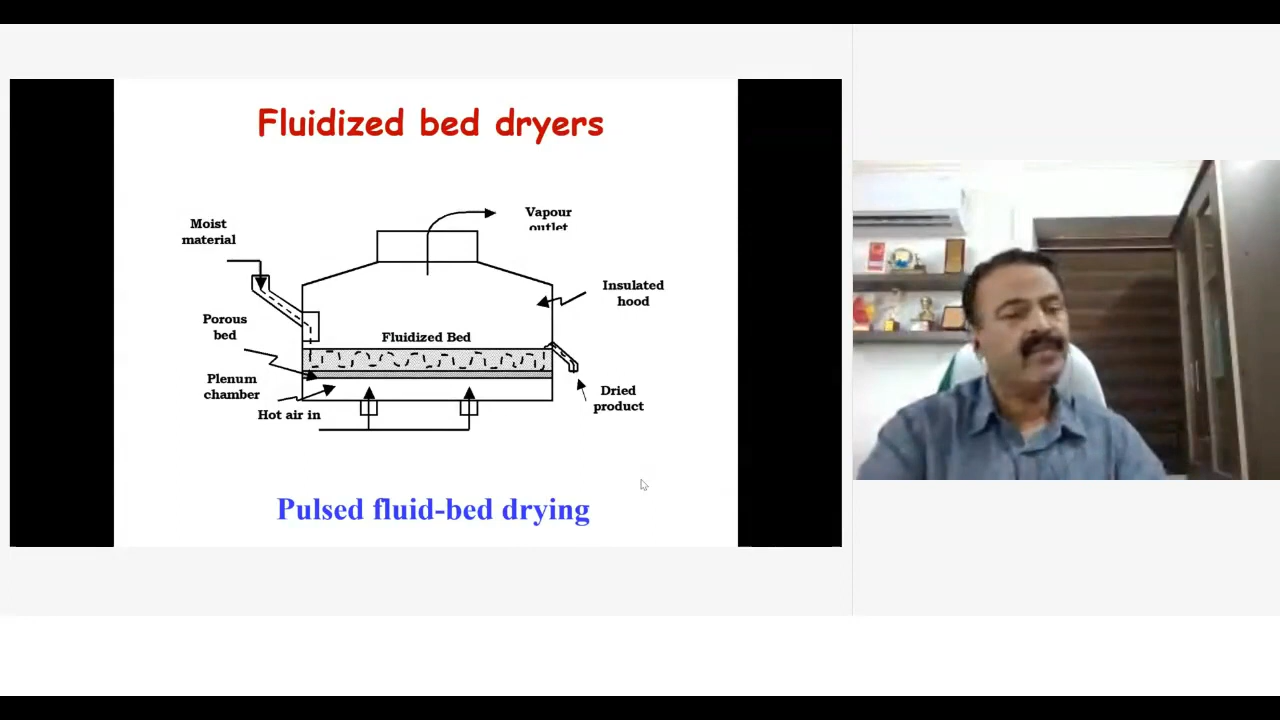 Fluidized bed dryers
Vapour
outlet
Moist
material
Insulated
hood
Porous
bed
Fluidized Bed
Plenum
chamber
Dried
product
Hot air in
Pulsed fluid-bed drying